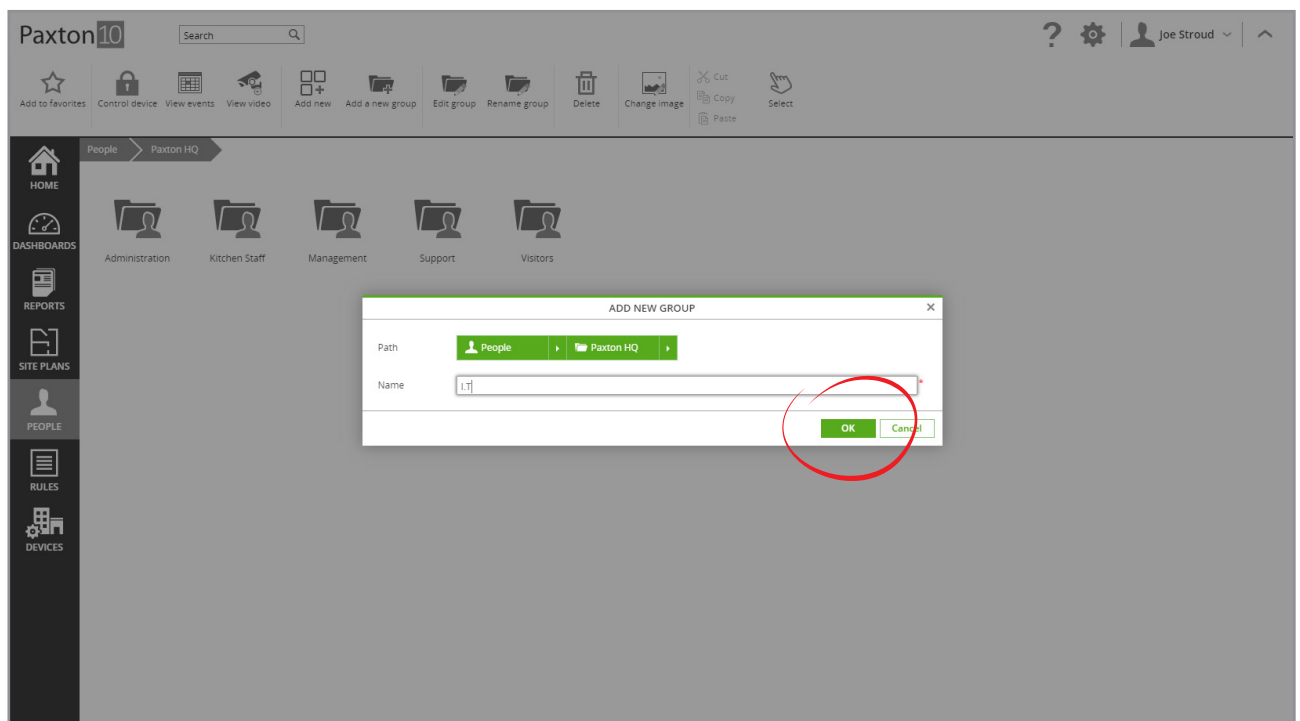 Paxton10
Search
Joe Stroud
Add to favorites
Control device
View events
View video
Add new
Add a new group
Edit group
Rename group
Delete
Change image
Cut
Copy
Paste
Select
HOME
DASHBOARDS
REPORTS
SITE PLANS
PEOPLE
RULES
DEVICES
People
Paxton HQ
Administration
Kitchen Staff
Management
Support
Visitors
ADD NEW GROUP
Path
People
Paxton HQ
Name
I.T
*
OK
Cancel